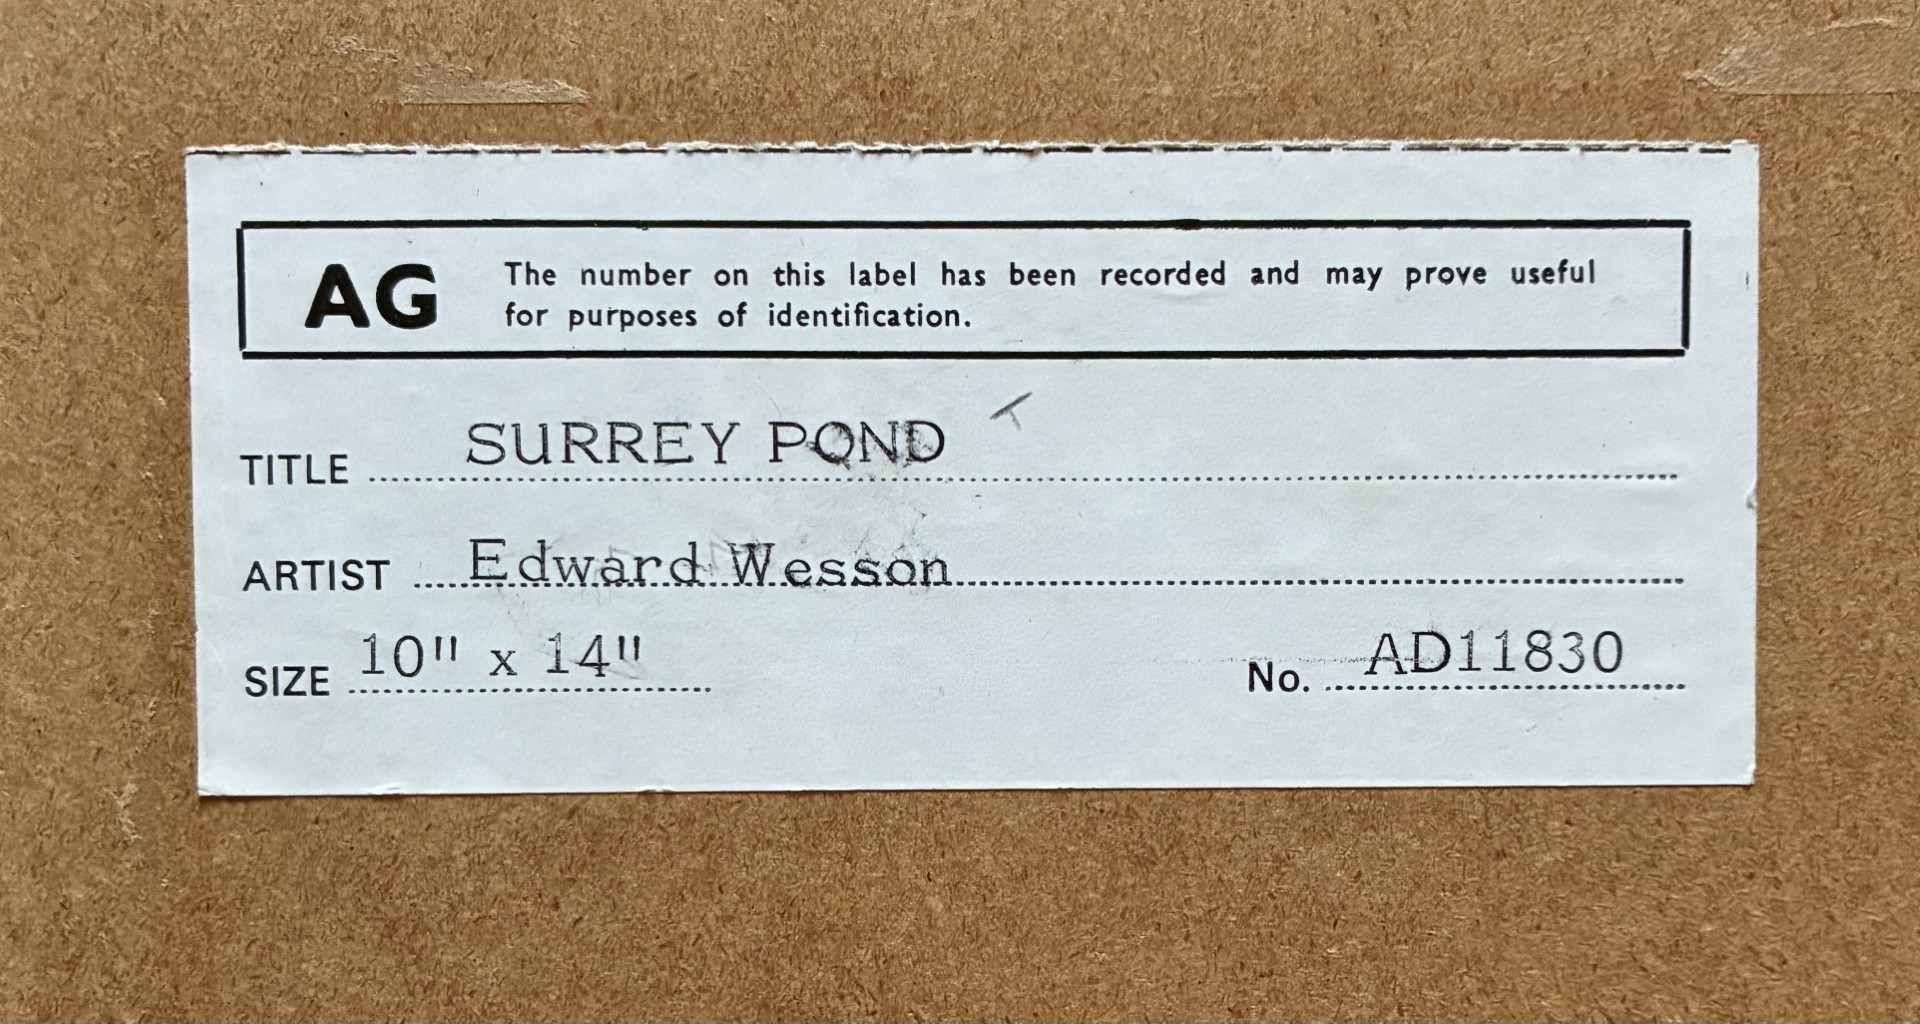 AG
The number on this label has been recorded and may prove useful
for purposes of identification.
TITLE SURREY POND
ARTIST Edward Wesson
SIZE 10" x 14" No. AD11830